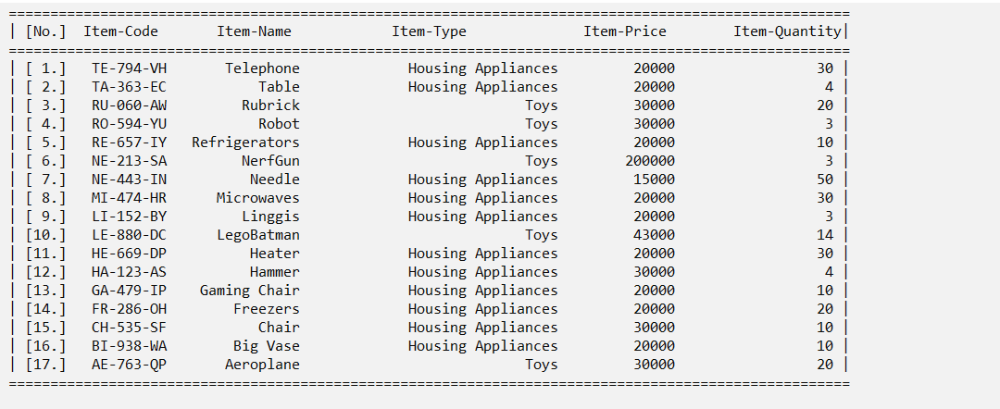 =====================================================================================================
| [No.]  Item-Code       Item-Name            Item-Type              Item-Price        Item-Quantity|
=====================================================================================================
| [ 1.]   TE-794-VH       Telephone             Housing Appliances         20000                 30 |
| [ 2.]   TA-363-EC           Table             Housing Appliances         20000                  4 |
| [ 3.]   RU-060-AW         Rubrick                           Toys         30000                 20 |
| [ 4.]   RO-594-YU           Robot                           Toys         30000                  3 |
| [ 5.]   RE-657-IY   Refrigerators             Housing Appliances         20000                 10 |
| [ 6.]   NE-213-SA         NerfGun                           Toys        200000                  3 |
| [ 7.]   NE-443-IN          Needle             Housing Appliances         15000                 50 |
| [ 8.]   MI-474-HR      Microwaves             Housing Appliances         20000                 30 |
| [ 9.]   LI-152-BY         Linggis             Housing Appliances         20000                  3 |
| [10.]   LE-880-DC      LegoBatman                           Toys         43000                 14 |
| [11.]   HE-669-DP          Heater             Housing Appliances         20000                 30 |
| [12.]   HA-123-AS          Hammer             Housing Appliances         30000                  4 |
| [13.]   GA-479-IP    Gaming Chair             Housing Appliances         20000                 10 |
| [14.]   FR-286-OH        Freezers             Housing Appliances         20000                 20 |
| [15.]   CH-535-SF           Chair             Housing Appliances         30000                 10 |
| [16.]   BI-938-WA        Big Vase             Housing Appliances         20000                 10 |
| [17.]   AE-763-QP       Aeroplane                           Toys         30000                 20 |
=====================================================================================================